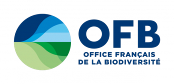 OFB
OFFICE FRANÇAIS
DE LA BIODIVERSITÉ